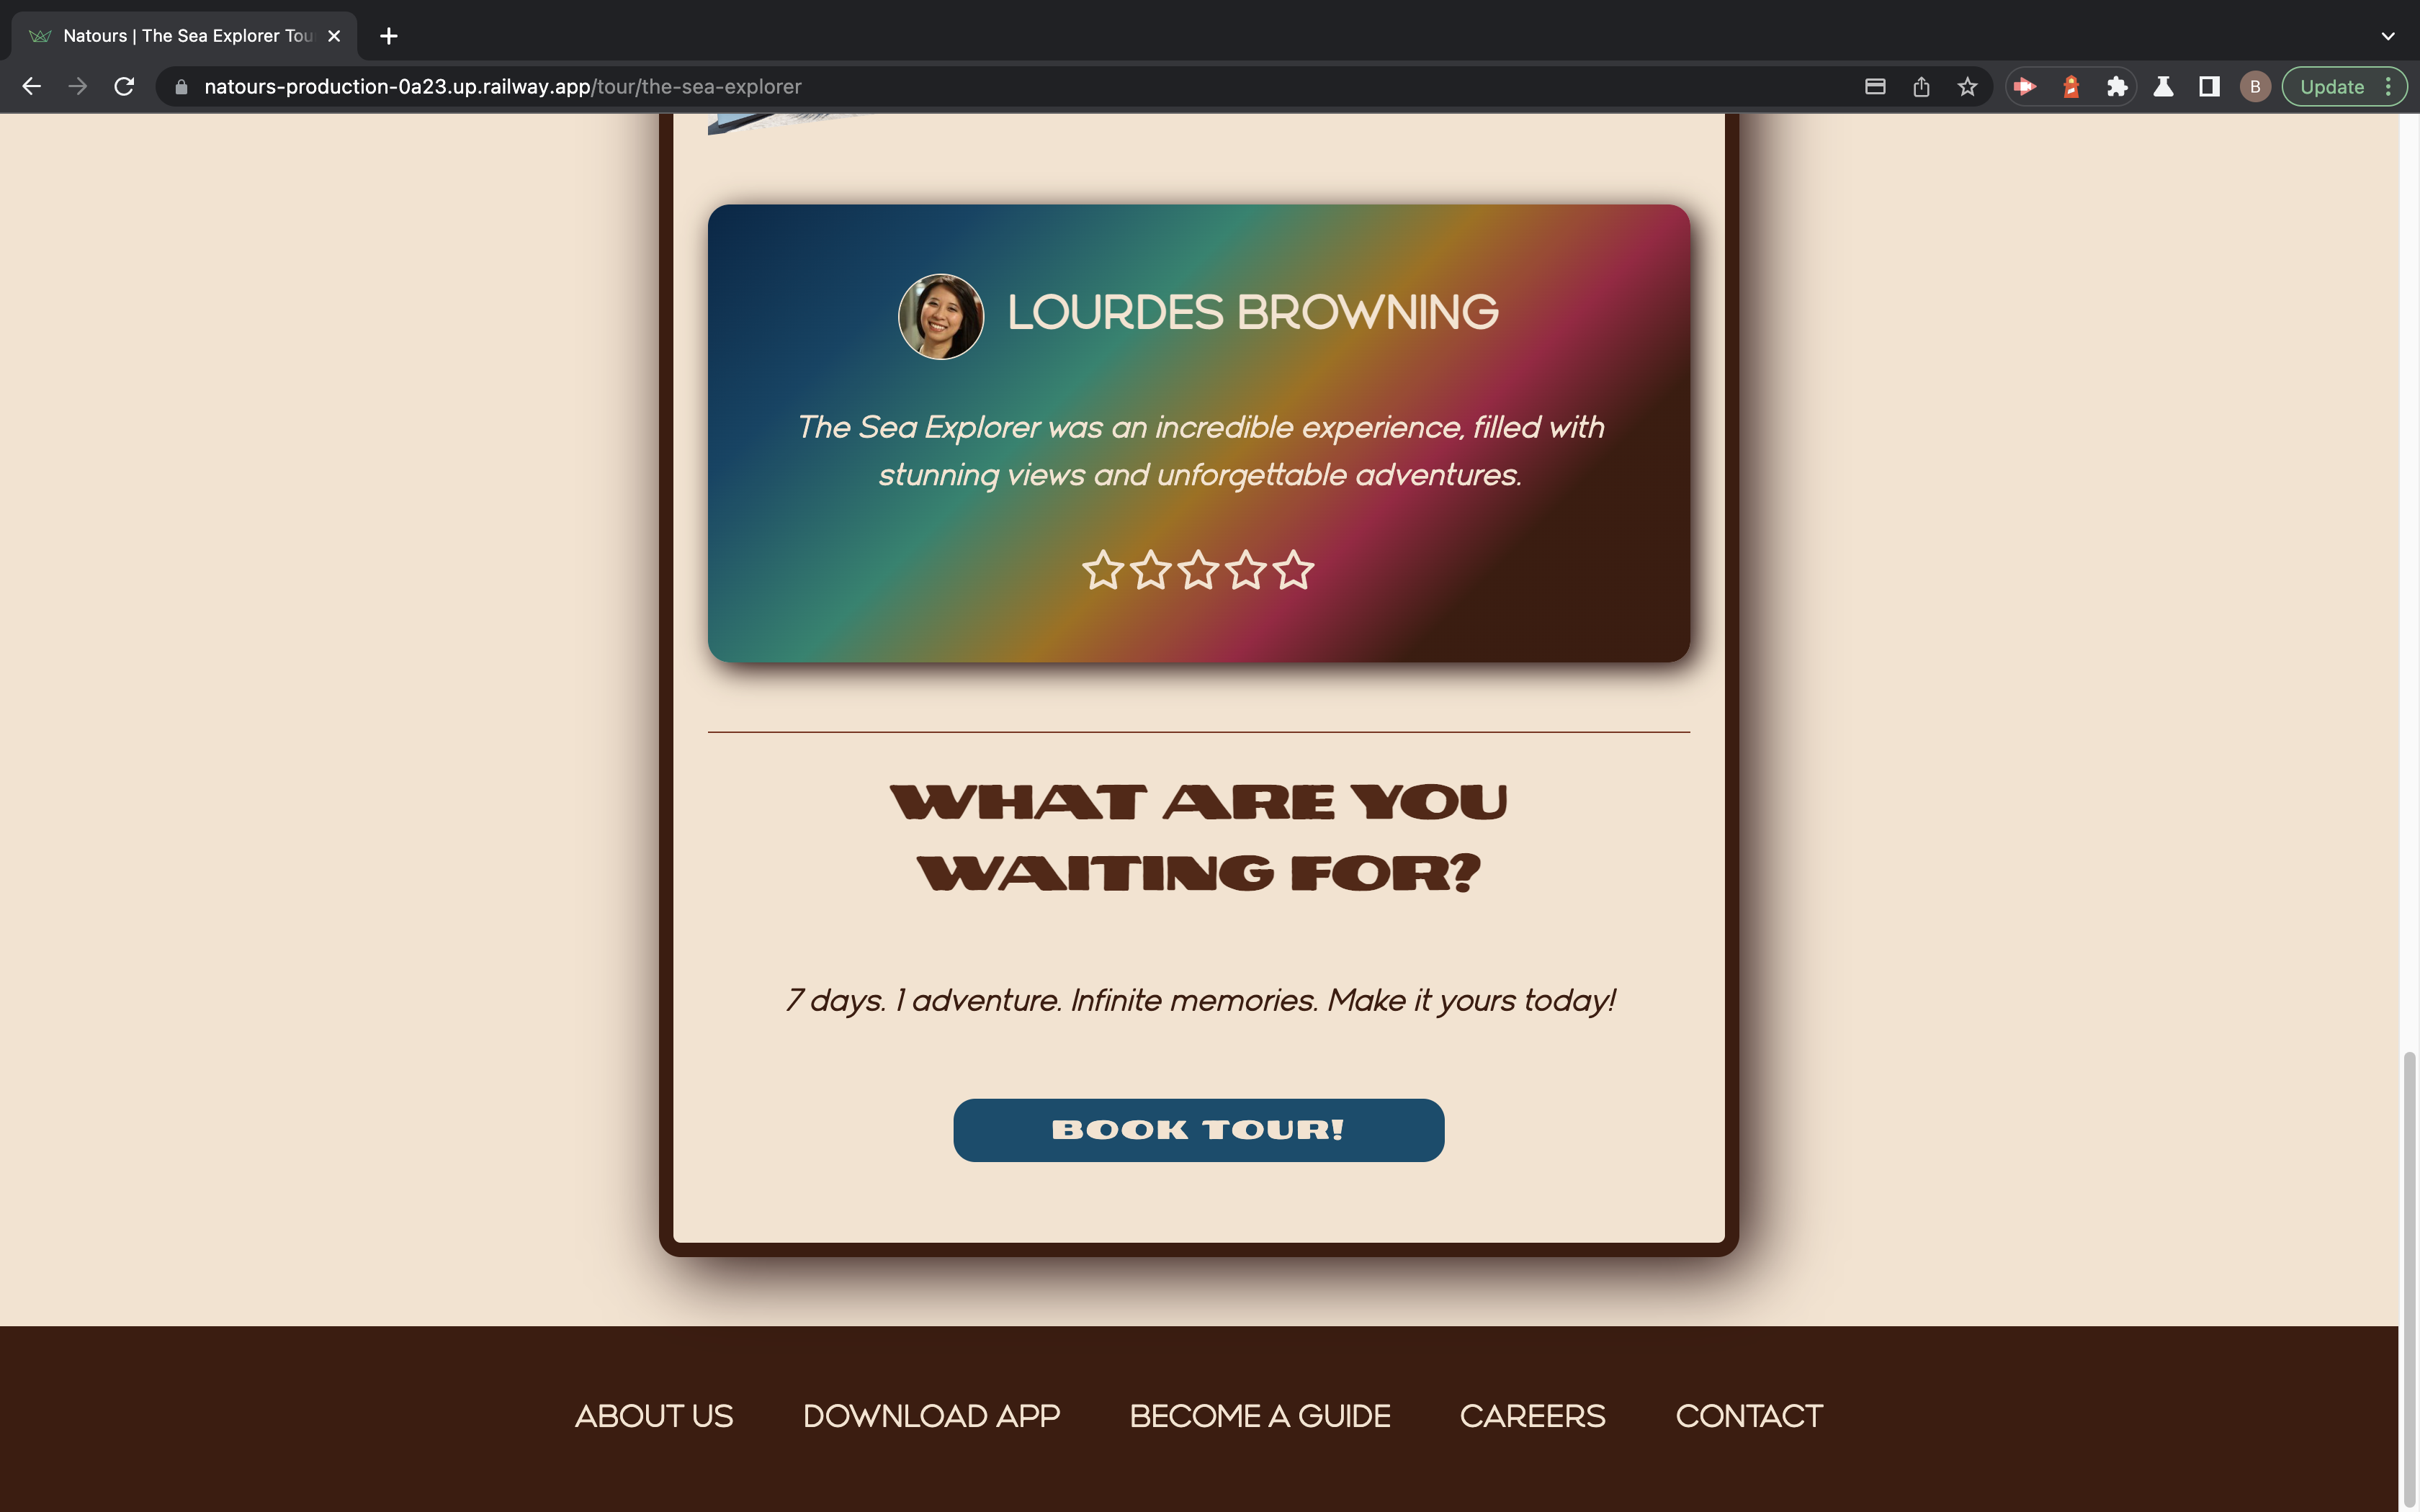 Natours | The Sea Explorer Tou
natours-production-0a23.up.railway.app/tour/the-sea-explorer
B
Update
LOURDES BROWNING
The Sea Explorer was an incredible experience, filled with
stunning views and unforgettable adventures.
WHAT ARE YOU
WAITING FOR?
7 days. 1 adventure. Infinite memories. Make it yours today!
BOOK TOUR!
ABOUT US
DOWNLOAD APP
BECOME A GUIDE
CAREERS
CONTACT